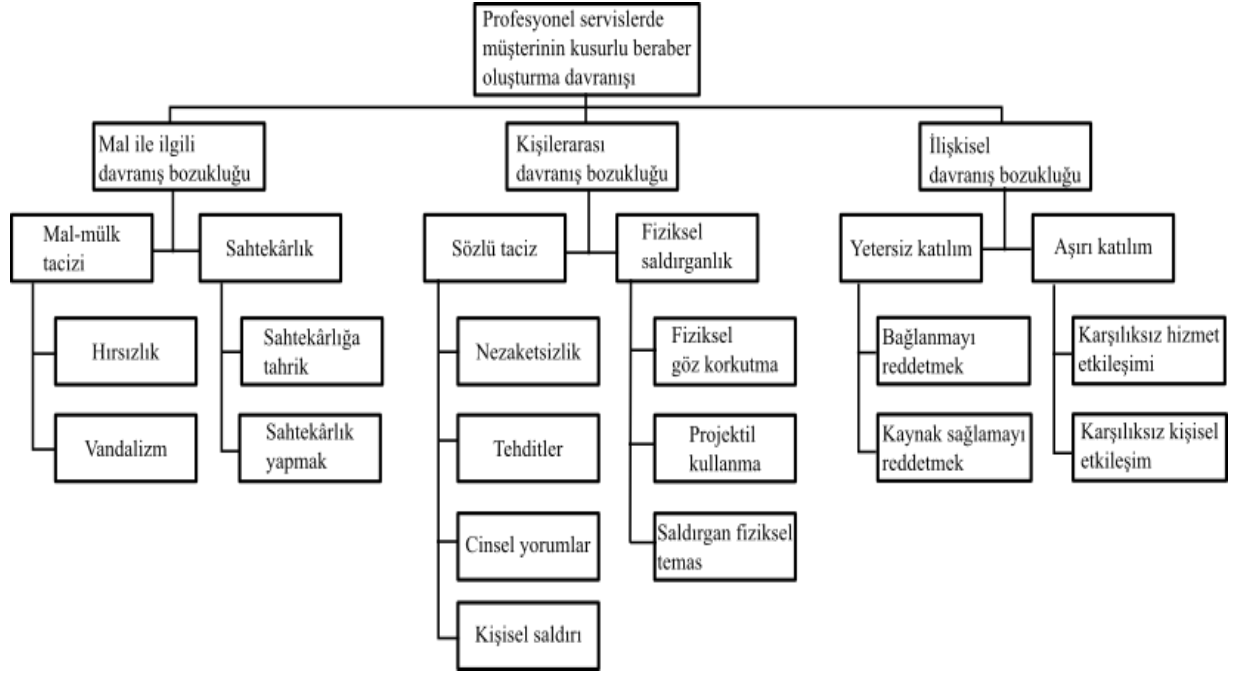 Profesyonel servislerde
müşterinin kusurlu beraber
oluşturma davranışı
Mal ile ilgili
davranış bozukluğu
Kişilerarası
davranış bozukluğu
İlişkisel
davranış bozukluğu
Mal-mülk
tacizi
Sahtekârlık
Sözlü taciz
Fiziksel
saldırganlık
Yetersiz katılım
Aşırı katılım
Hırsızlık
Sahtekârlığa
tahrik
Nezaketsizlik
Fiziksel
göz korkutma
Bağlanmayı
reddetmek
Karşılıksız hizmet
etkileşimi
Vandalizm
Sahtekârlık
yapmak
Tehditler
Projektil
kullanma
Kaynak sağlamayı
reddetmek
Karşılıksız kişisel
etkileşim
Cinsel yorumlar
Saldırgan fiziksel
temas
Kişisel saldırı